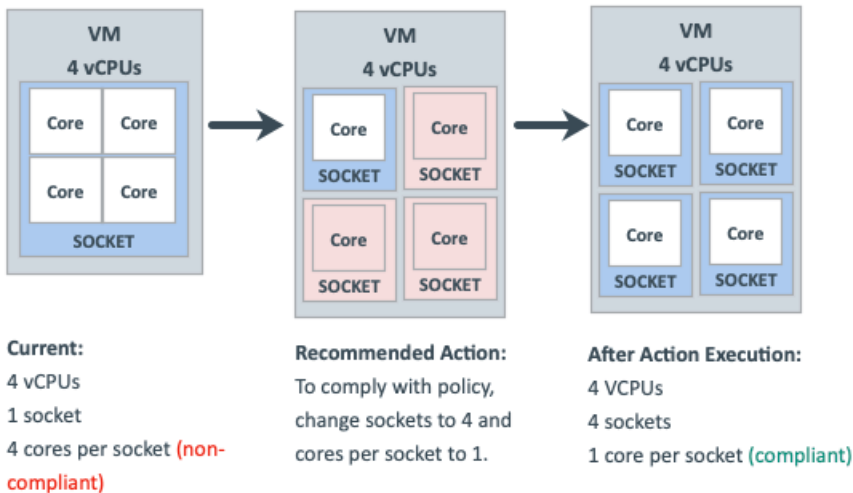 VM
4 vCPUs
Core Core
Core Core
SOCKET
VM
4 vCPUs
Core Core
SOCKET SOCKET
Core Core
SOCKET SOCKET
VM
4 vCPUs
Core Core
SOCKET SOCKET
Core Core
SOCKET SOCKET
Current:
4 vCPUs
1 socket
4 cores per socket (non-
compliant)
Recommended Action:
To comply with policy,
change sockets to 4 and
cores per socket to 1.
After Action Execution:
4 VCPUs
4 sockets
1 core per socket (compliant)